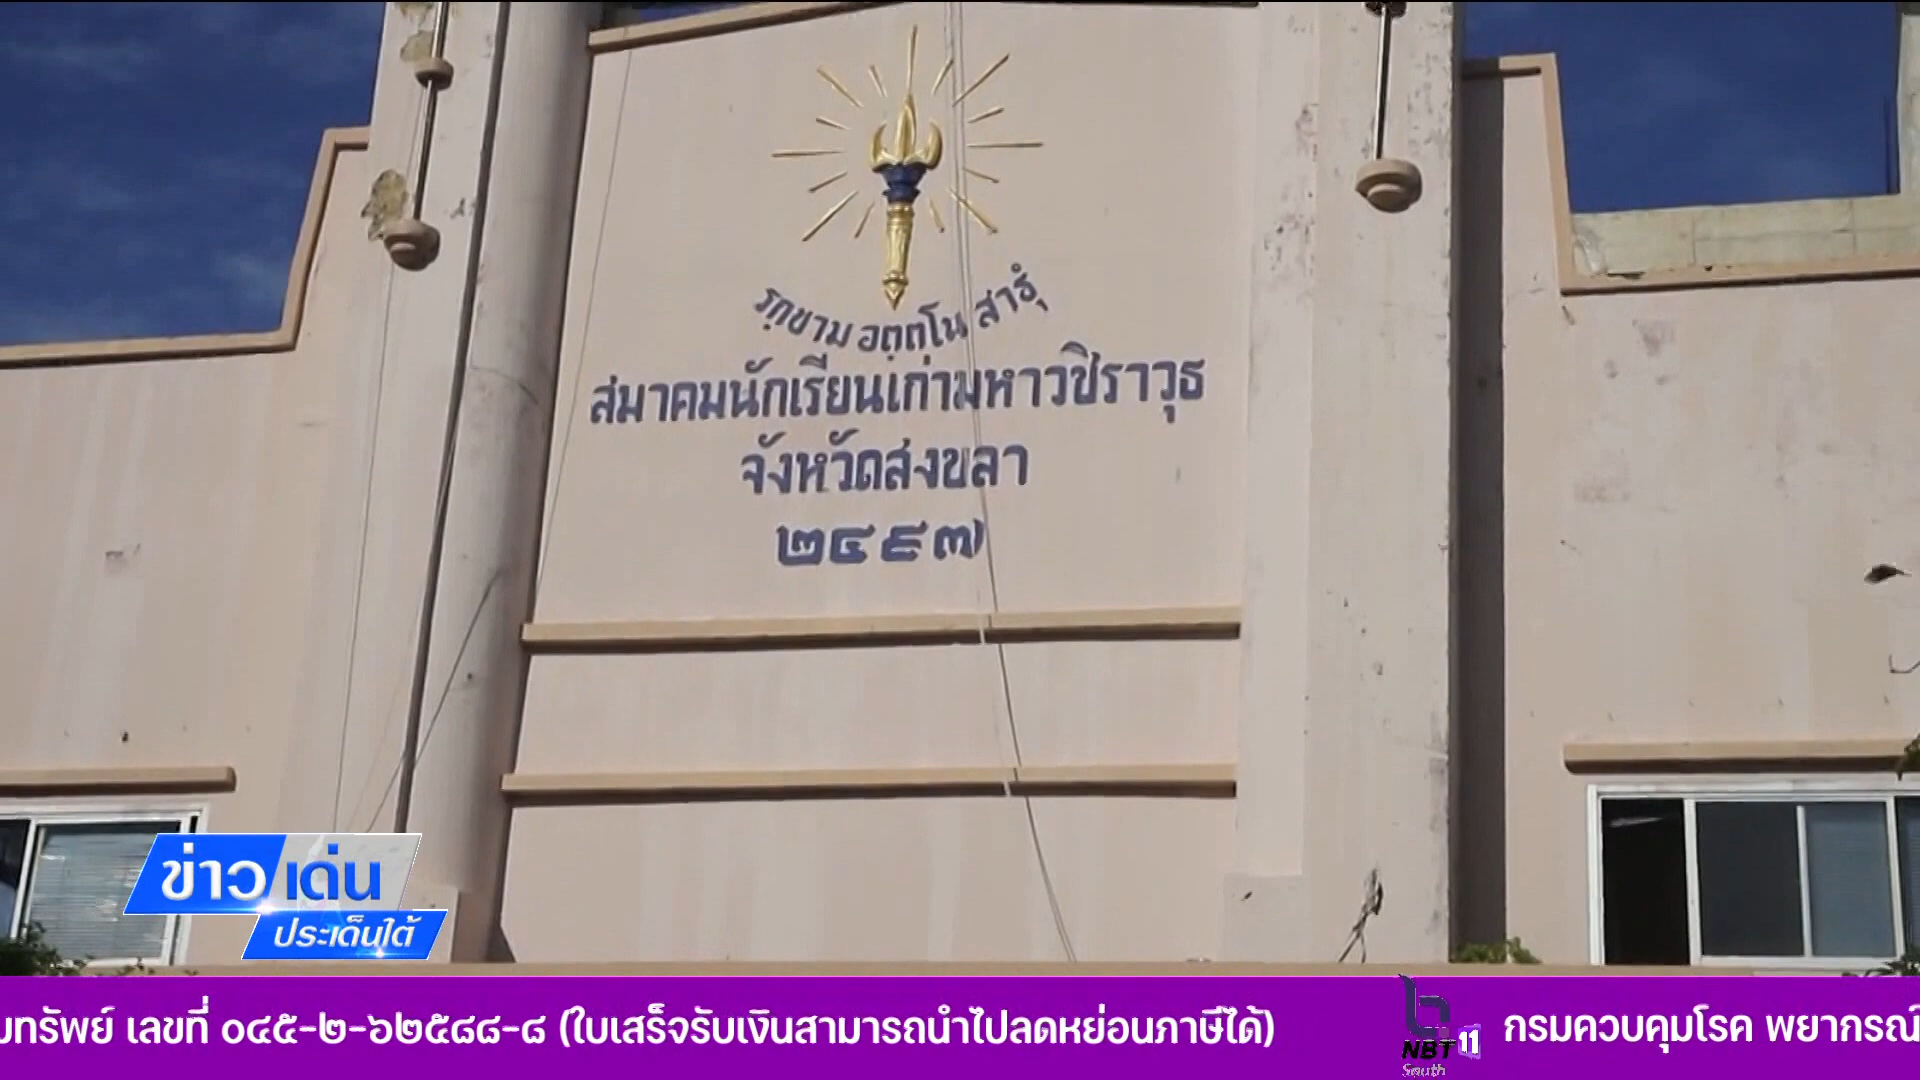 รกฺขาม อตฺตโน สาธุํ
สมาคมนักเรียนเก่ามหาวชิราวุธ
จังหวัดสงขลา
๒๔๙๗
ข่าวเด่น
ประเด็นใต้
มทรัพย์ เลขที่ ๐๔๕-๒-๖๒๕๘๘-๘ (ใบเสร็จรับเงินสามารถนำไปลดหย่อนภาษีได้)
NBT 11
South
กรมควบคุมโรค พยากรณ์